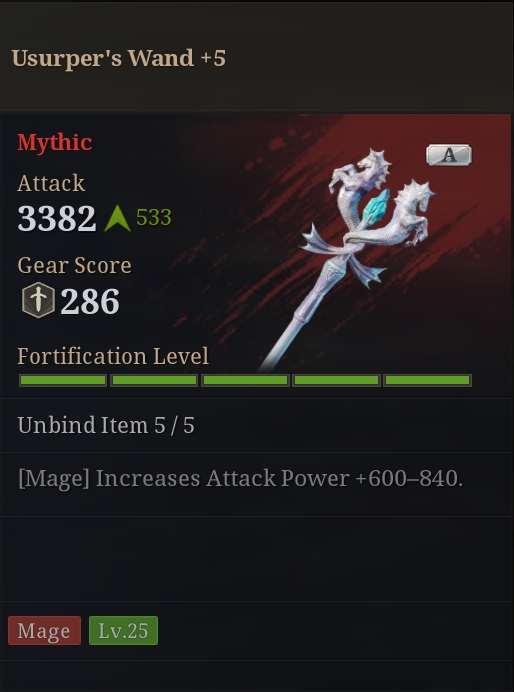 Usurper's Wand +5
Mythic
A
Attack
3382 533
Gear Score
286
Fortification Level
Unbind Item 5 / 5
[Mage] Increases Attack Power +600–840.
Mage Lv.25